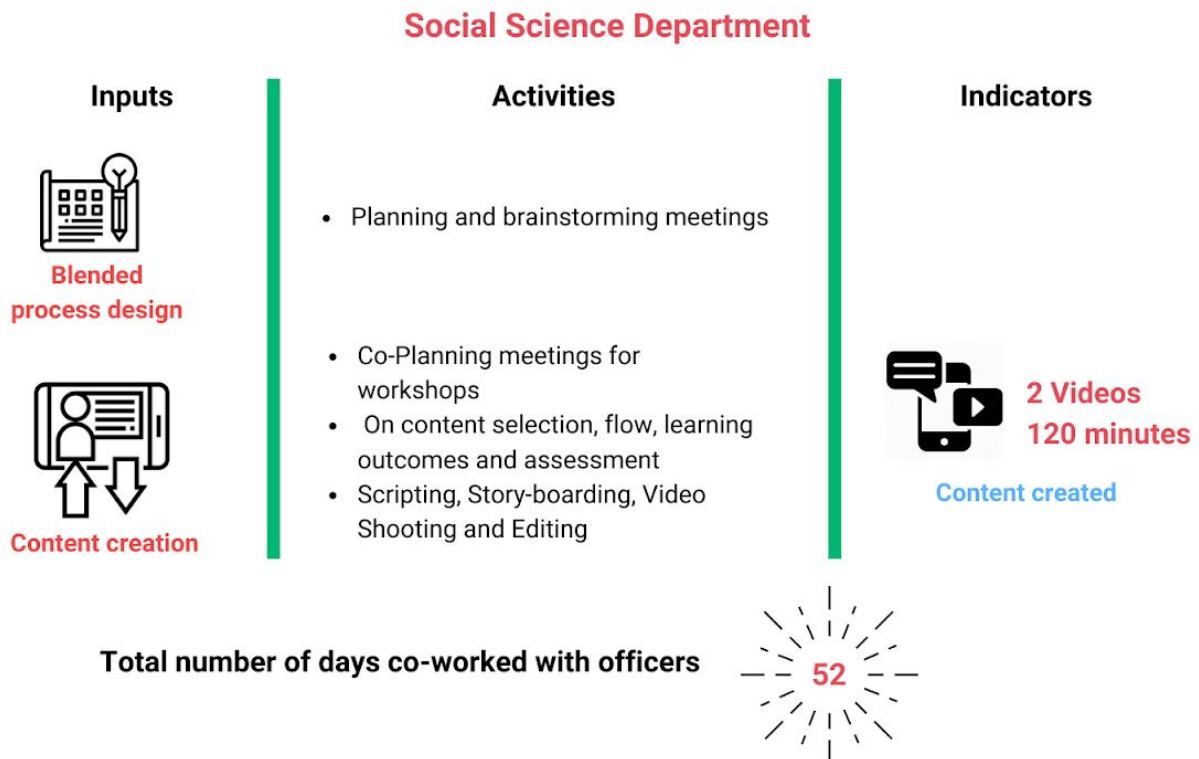 Social Science Department
Inputs
Activities
Indicators
Blended
process design
• Planning and brainstorming meetings
Content creation
• Co-Planning meetings for
workshops
• On content selection, flow, learning
outcomes and assessment
• Scripting, Story-boarding, Video
Shooting and Editing
2 Videos
120 minutes
Content created
Total number of days co-worked with officers
52